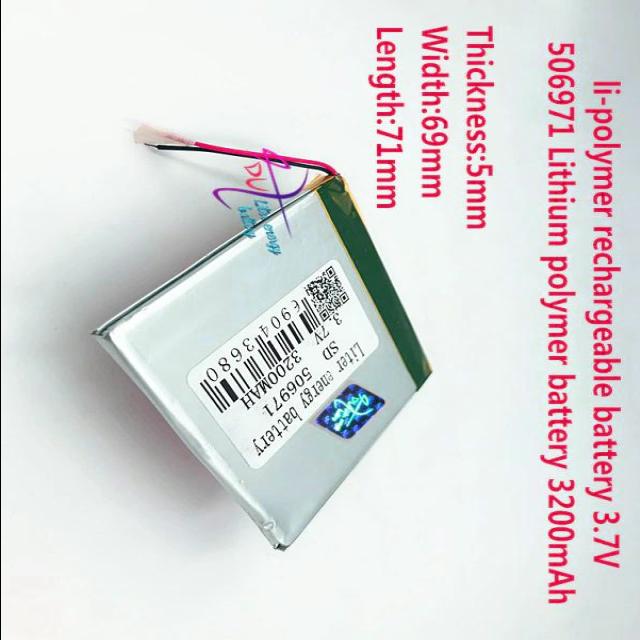 li-polymer rechargeable battery 3.7V
506971 Lithium polymer battery 3200mAh
Thickness:5mm
Width:69mm
Length:71mm
DU
Liter energy battery
506971
3200MAH
SD
3.7V